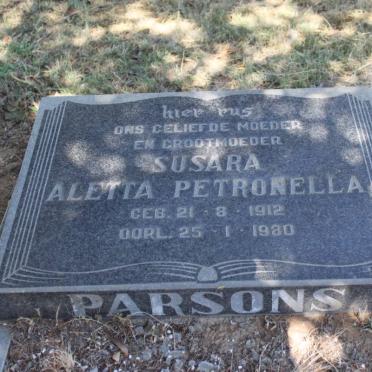 hier rus
ONS GELIEFDE MOEDER
EN GROOTMOEDER
SUSARA
ALETTA PETRONELLA
GEB. 21 - 8 - 1912
OORL. 25 - 1 - 1980
PARSONS